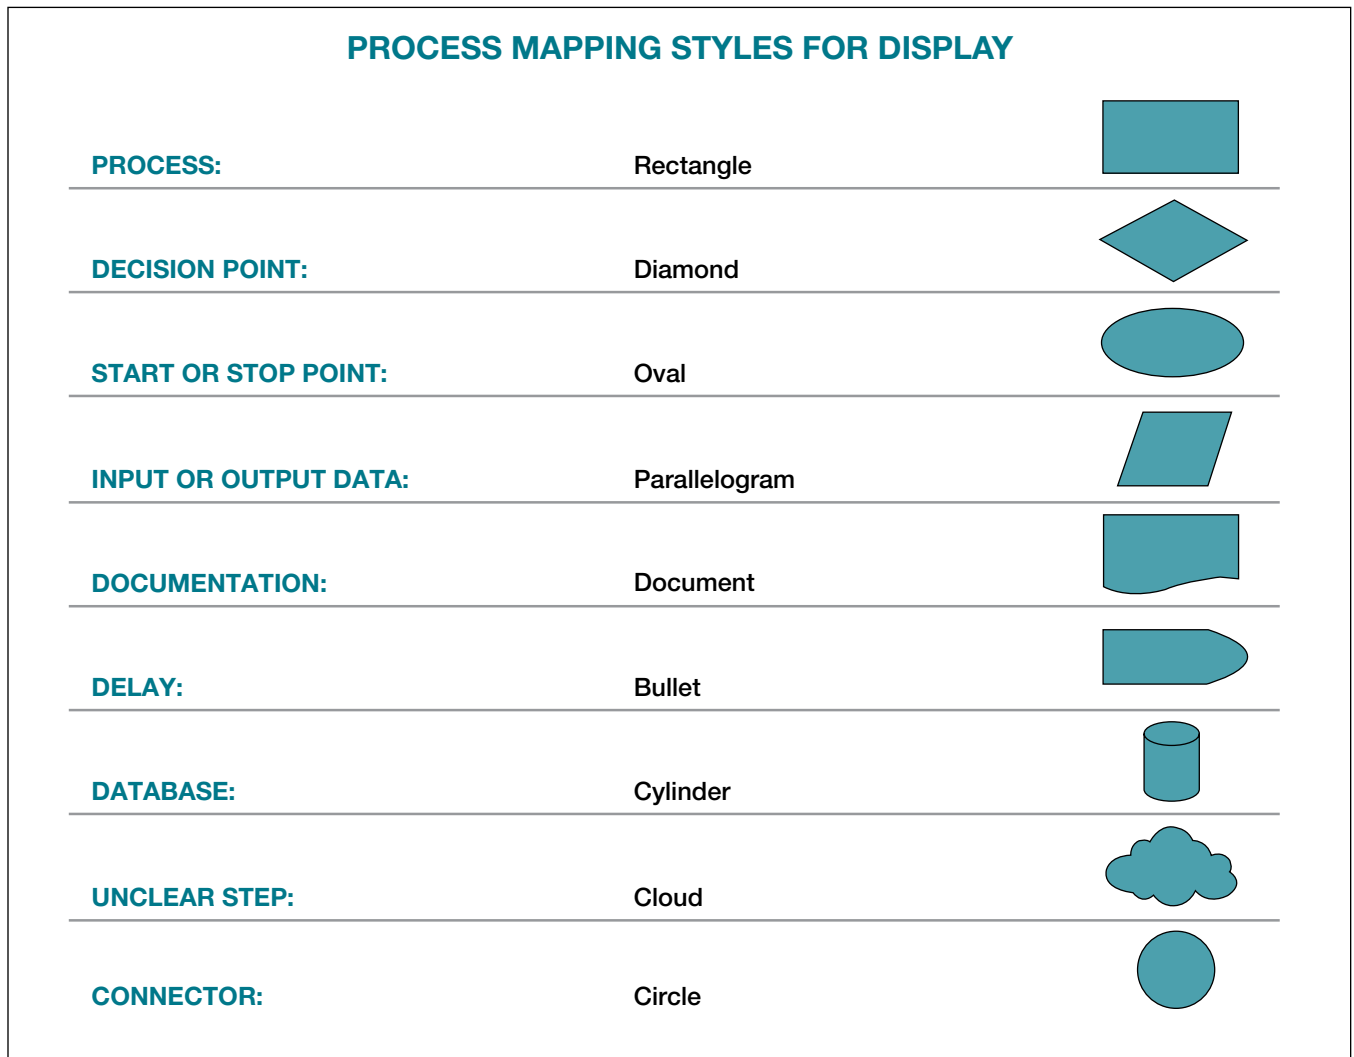 PROCESS MAPPING STYLES FOR DISPLAY
PROCESS: Rectangle
DECISION POINT: Diamond
START OR STOP POINT: Oval
INPUT OR OUTPUT DATA: Parallelogram
DOCUMENTATION: Document
DELAY: Bullet
DATABASE: Cylinder
UNCLEAR STEP: Cloud
CONNECTOR: Circle